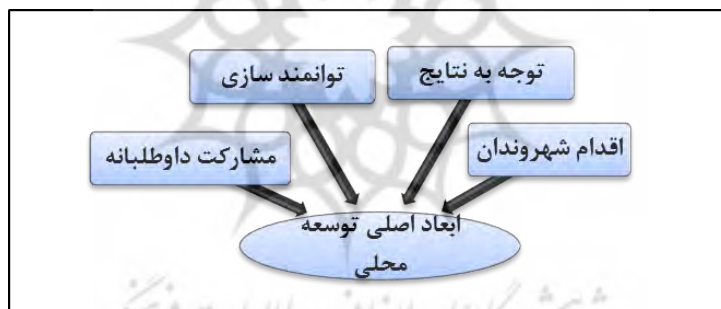 توجه به نتایج
توانمند سازی
اقدام شهروندان
مشارکت داوطلبانه
ابعاد اصلی توسعه
محلی